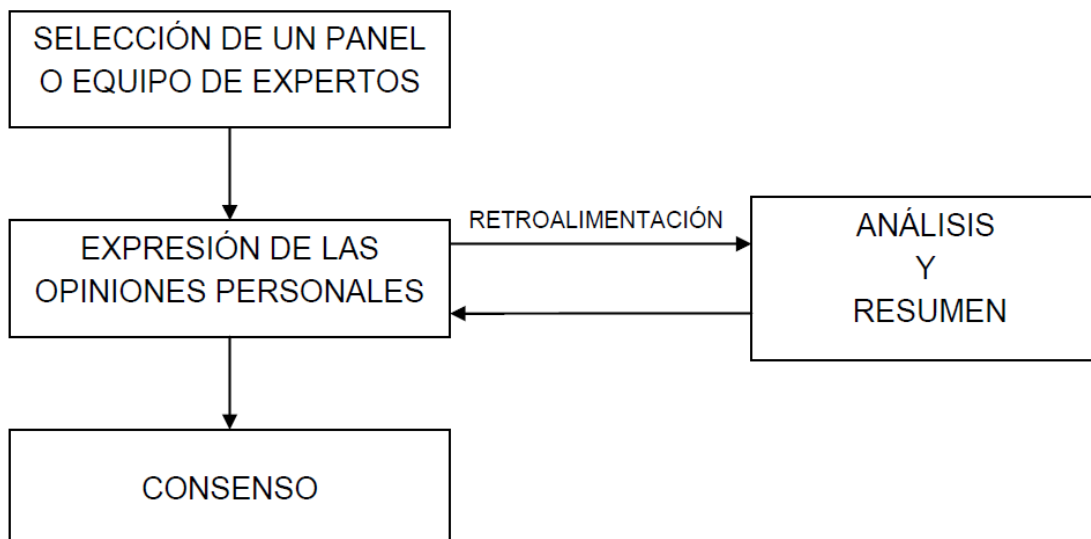 SELECCIÓN DE UN PANEL
O EQUIPO DE EXPERTOS
EXPRESIÓN DE LAS
OPINIONES PERSONALES
RETROALIMENTACIÓN
ANÁLISIS
Y
RESUMEN
CONSENSO